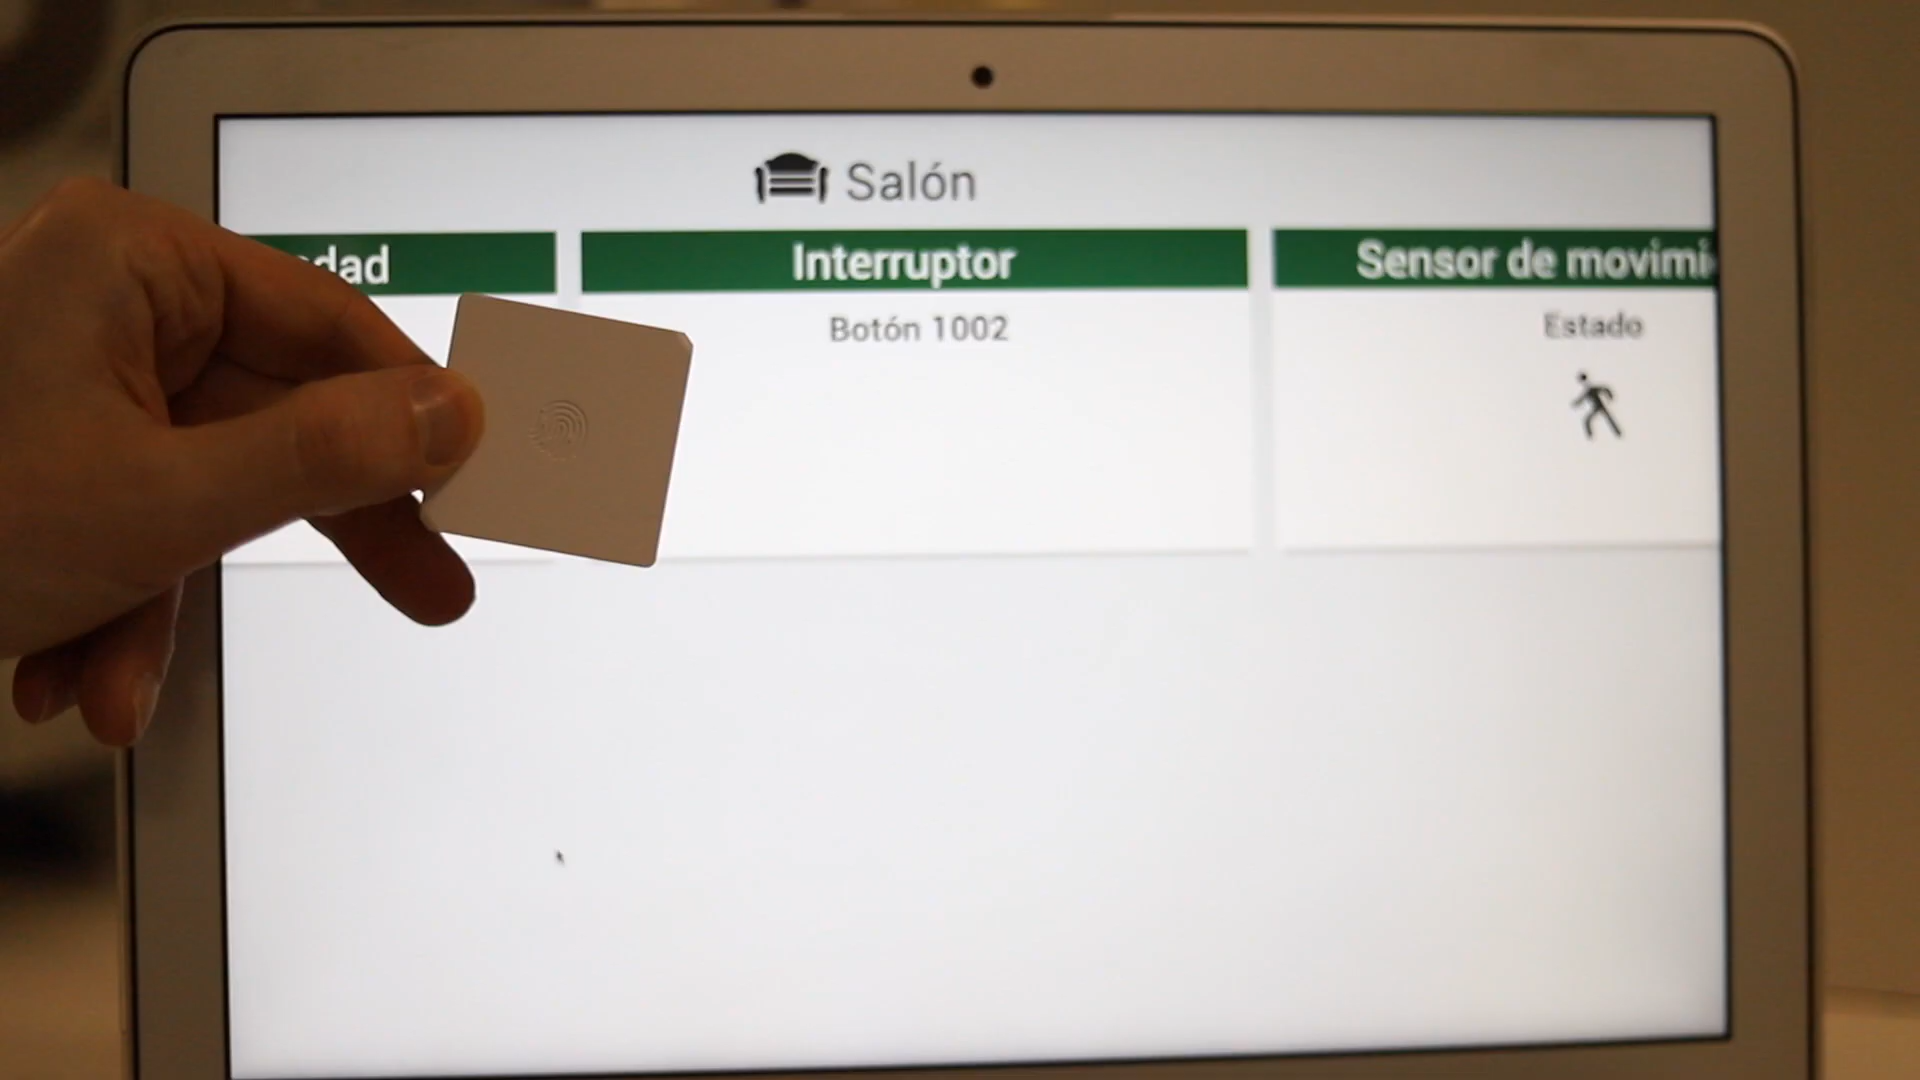 Salón
dad
Interruptor
Sensor de movimi
Botón 1002
Estado